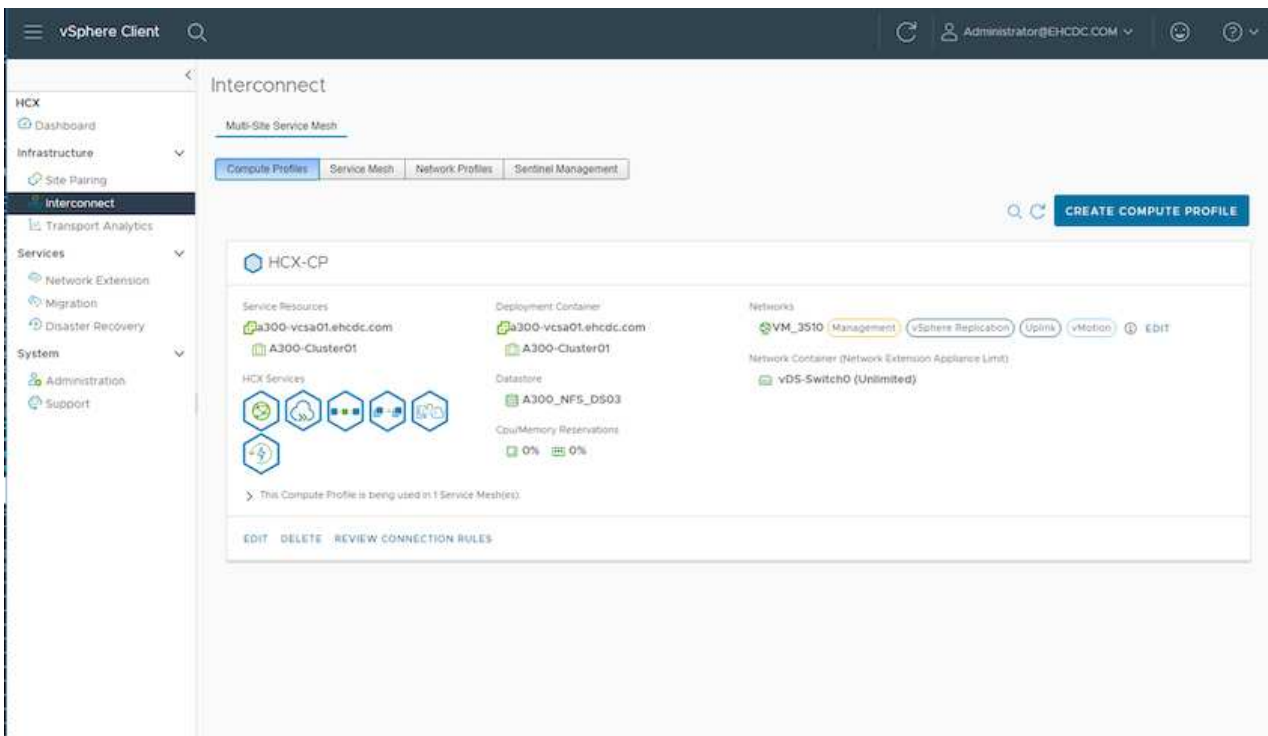 vSphere Client
Administrator@EHCDC.COM
HCX
Dashboard
Infrastructure
Site Pairing
Interconnect
Transport Analytics
Services
Network Extension
Migration
Disaster Recovery
System
Administration
Support
Interconnect
Multi-Site Service Mesh
Compute Profiles Service Mesh Network Profiles Sentinel Management
CREATE COMPUTE PROFILE
HCX-CP
Service Resources
a300-vcsa01.ehcdc.com
A300-Cluster01
HCX Services
Deployment Container
a300-vcsa01.ehcdc.com
A300-Cluster01
Datastore
A300_NFS_DS03
Cpu/Memory Reservations
0% 0%
Networks
VM_3510 Management vSphere Replication Uplink vMotion EDIT
Network Container (Network Extension Appliance Limit)
vDS-Switch0 (Unlimited)
This Compute Profile is being used in 1 Service Mesh(es).
EDIT DELETE REVIEW CONNECTION RULES